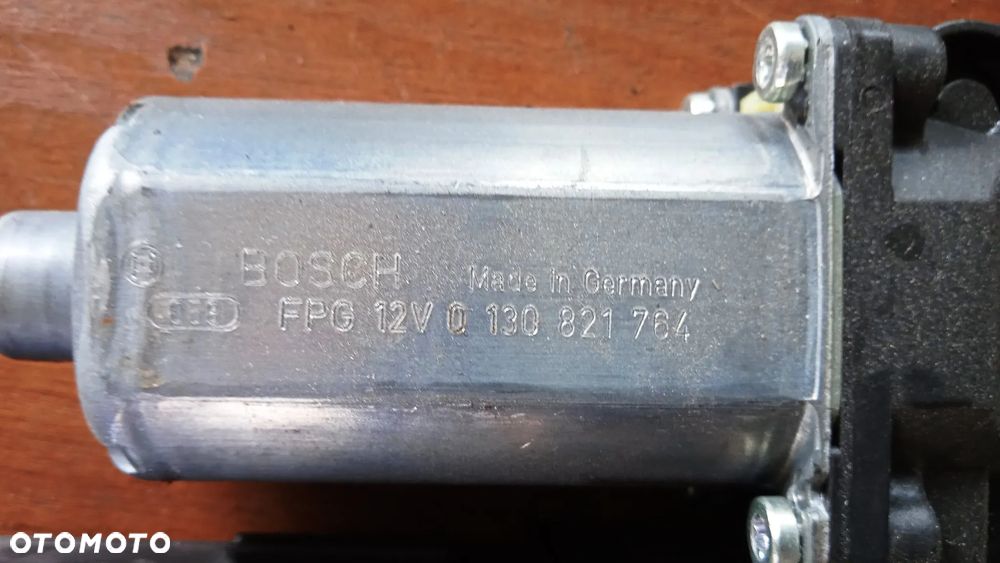 BOSCH Made in Germany
FPG 12V 0 130 821 764
OTOMOTO